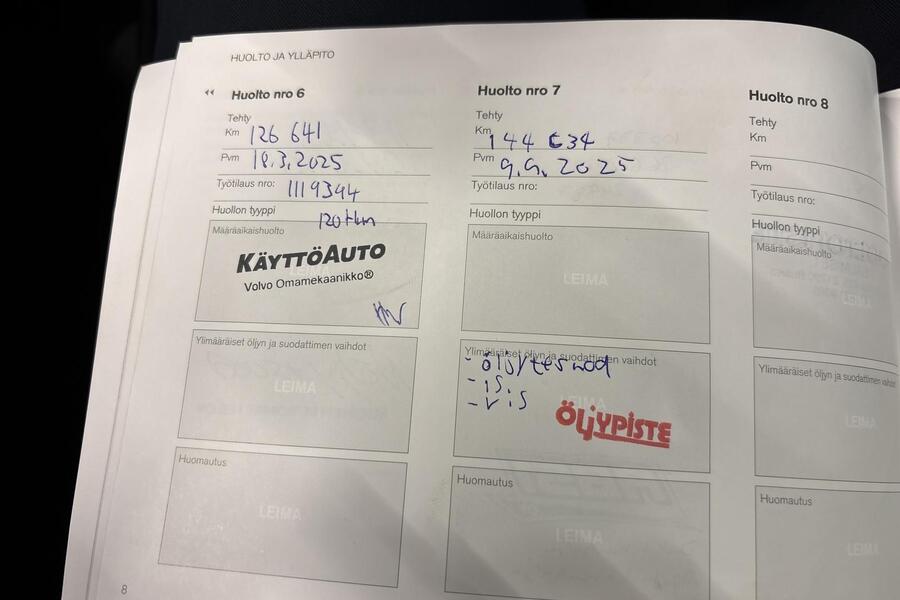 HUOLTO JA YLLÄPITO
Huolto nro 6
Tehty
Km 126 641
Pvm 18.3.2025
Työtilaus nro: 1119394
Huollon tyyppi 120tkm
Määräaikaishuolto
LEIMA
KÄYTTÖAUTO
Volvo Omamekaanikko®
Ylimääräiset öljyn ja suodattimen vaihdot
LEIMA
Huomautus
LEIMA
8
Huolto nro 7
Tehty
Km 144 634
Pvm 9.9.2025
Työtilaus nro:
Huollon tyyppi
Määräaikaishuolto
LEIMA
Ylimääräiset öljyn ja suodattimen vaihdot
LEIMA
ÖLJYPISTE
Huomautus
LEIMA
Huolto nro 8
Tehty
Km
Pvm
Työtilaus nro:
Huollon tyyppi
Määräaikaishuolto
LEIMA
Ylimääräiset öljyn ja suodattimen vaihdot
LEIMA
Huomautus
LEIMA